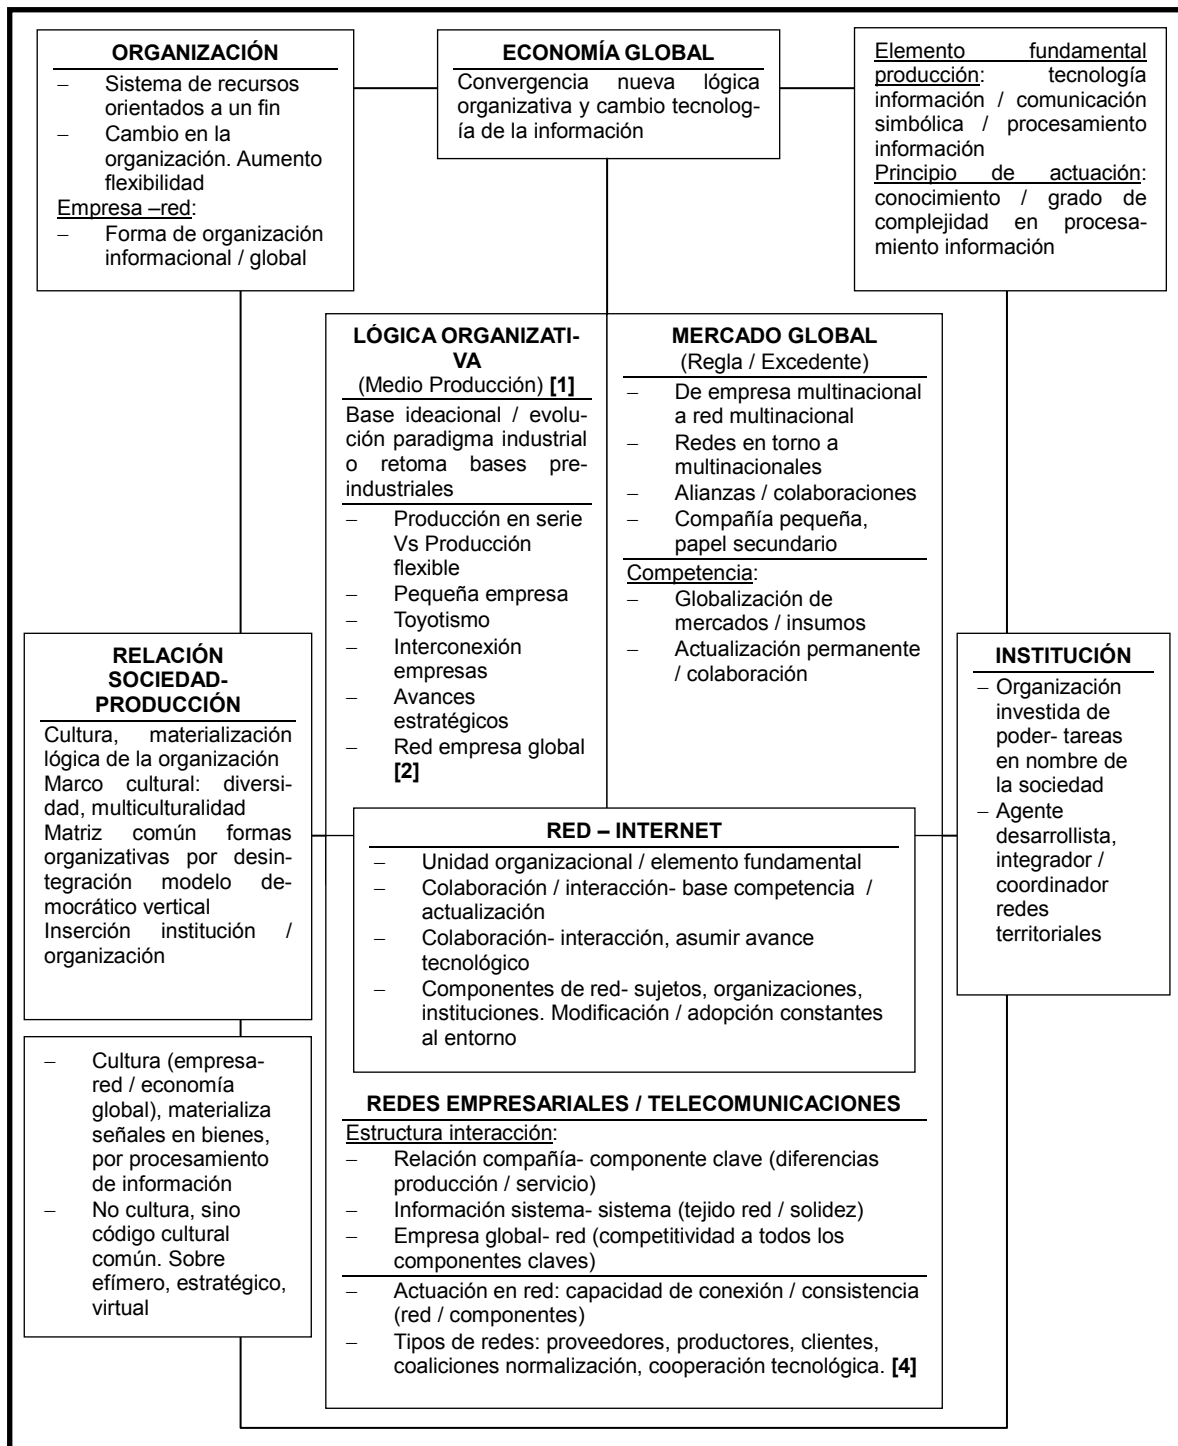 ORGANIZACIÓN
– Sistema de recursos
orientados a un fin
– Cambio en la
organización. Aumento
flexibilidad
Empresa –red:
– Forma de organización
informacional / global
ECONOMÍA GLOBAL
Convergencia nueva lógica
organizativa y cambio tecnolog-
ía de la información
Elemento fundamental
producción: tecnología
información / comunicación
simbólica / procesamiento
información
Principio de actuación:
conocimiento / grado de
complejidad en procesa-
miento información
LÓGICA ORGANIZATI-
VA
(Medio Producción) [1]
Base ideacional / evolu-
ción paradigma industrial
o retoma bases pre-
industriales
– Producción en serie
Vs Producción
flexible
– Pequeña empresa
– Toyotismo
– Interconexión
empresas
– Avances
estratégicos
– Red empresa global
[2]
MERCADO GLOBAL
(Regla / Excedente)
– De empresa multinacional
a red multinacional
– Redes en torno a
multinacionales
– Alianzas / colaboraciones
– Compañía pequeña,
papel secundario
Competencia:
– Globalización de
mercados / insumos
– Actualización permanente
/ colaboración
RELACIÓN
SOCIEDAD-
PRODUCCIÓN
Cultura, materialización
lógica de la organización
Marco cultural: diversi-
dad, multiculturalidad
Matriz común formas
organizativas por desin-
tegración modelo de-
mocrático vertical
Inserción institución /
organización
INSTITUCIÓN
– Organización
investida de
poder- tareas
en nombre de
la sociedad
– Agente
desarrollista,
integrador /
coordinador
redes
territoriales
RED – INTERNET
– Unidad organizacional / elemento fundamental
– Colaboración / interacción- base competencia /
actualización
– Colaboración- interacción, asumir avance
tecnológico
– Componentes de red- sujetos, organizaciones,
instituciones. Modificación / adopción constantes
al entorno
– Cultura (empresa-
red / economía
global), materializa
señales en bienes,
por procesamiento
de información
– No cultura, sino
código cultural
común. Sobre
efímero, estratégico,
virtual
REDES EMPRESARIALES / TELECOMUNICACIONES
Estructura interacción:
– Relación compañía- componente clave (diferencias
producción / servicio)
– Información sistema- sistema (tejido red / solidez)
– Empresa global- red (competitividad a todos los
componentes claves)
– Actuación en red: capacidad de conexión / consistencia
(red / componentes)
– Tipos de redes: proveedores, productores, clientes,
coaliciones normalización, cooperación tecnológica. [4]